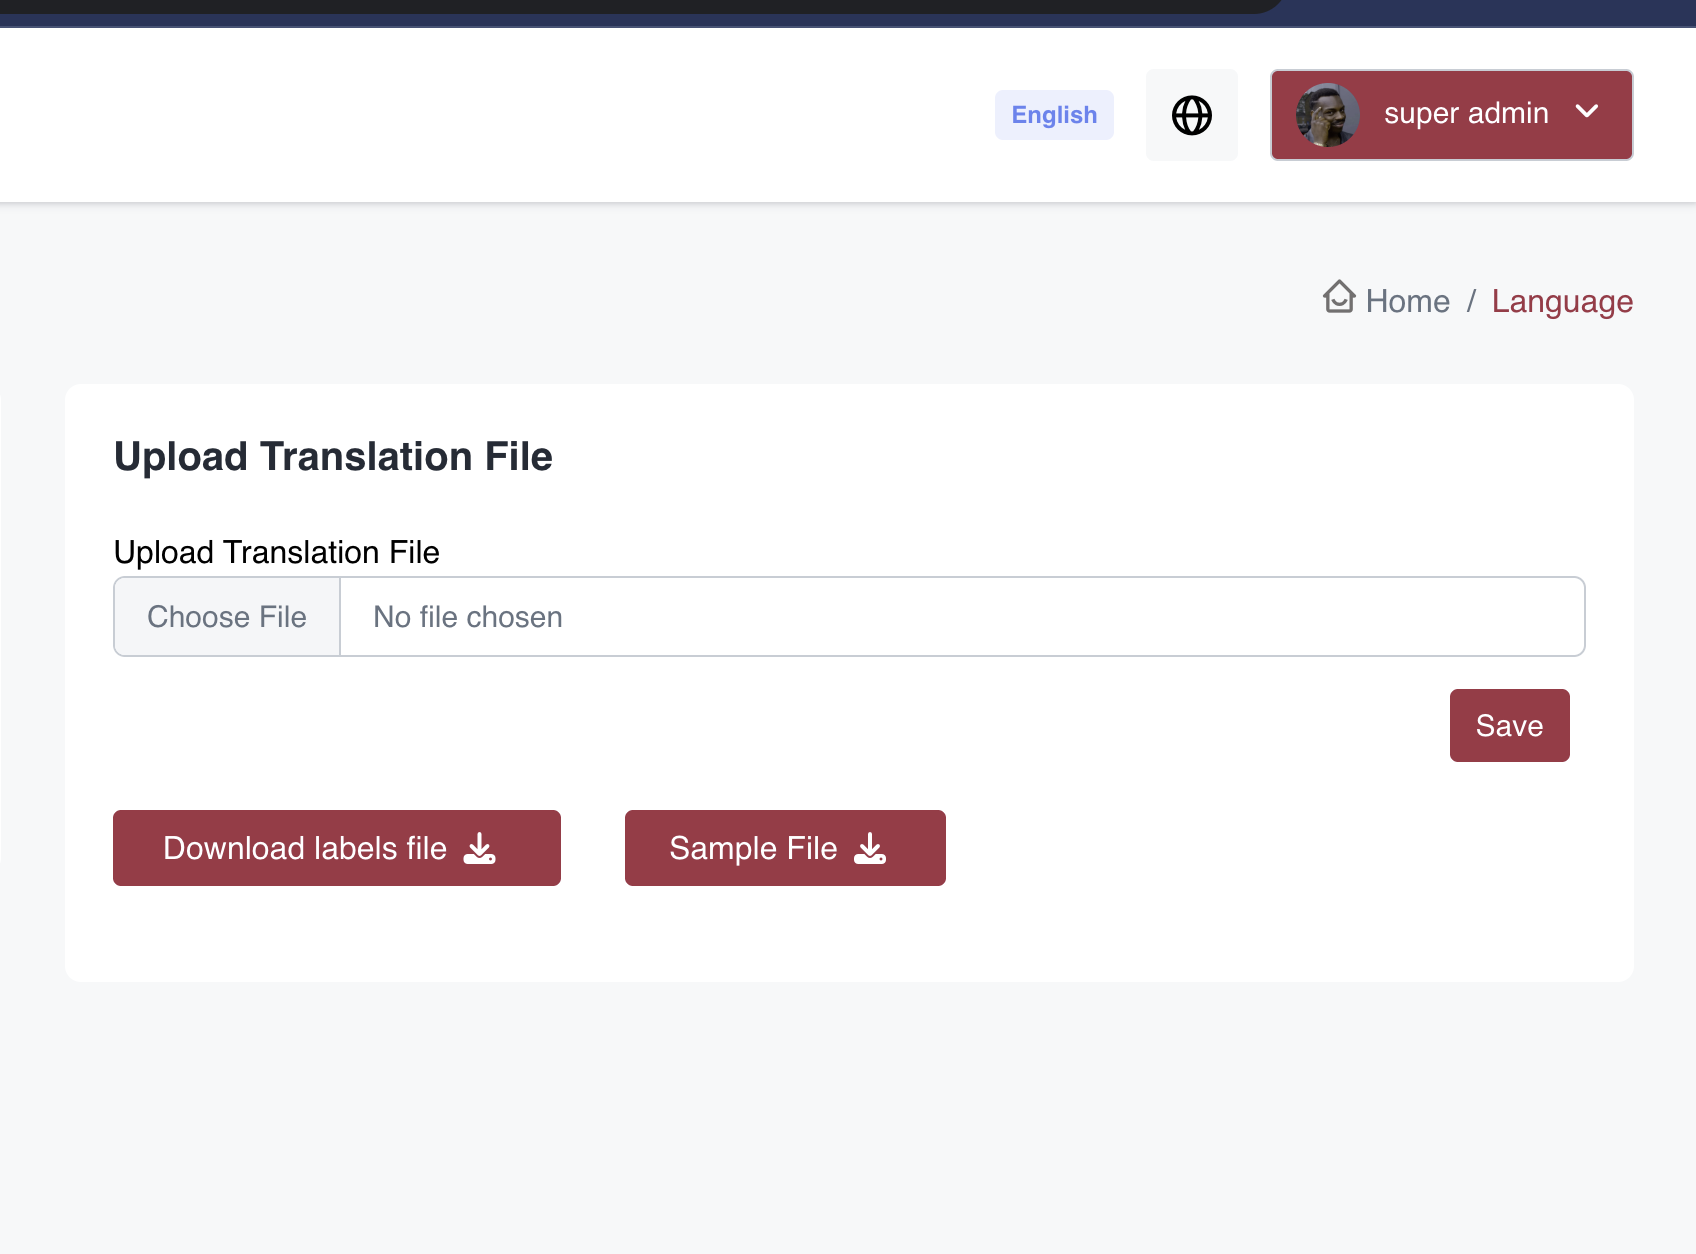 English
super admin
Home / Language
Upload Translation File
Upload Translation File
Choose File No file chosen
Save
Download labels file
Sample File